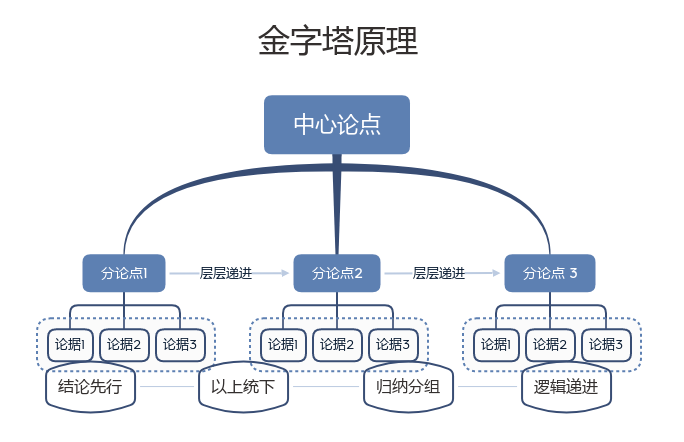 金字塔原理
中心论点
分论点1
层层递进
分论点2
层层递进
分论点 3
论据1
论据2
论据3
论据1
论据2
论据3
论据1
论据2
论据3
结论先行
以上统下
归纳分组
逻辑递进